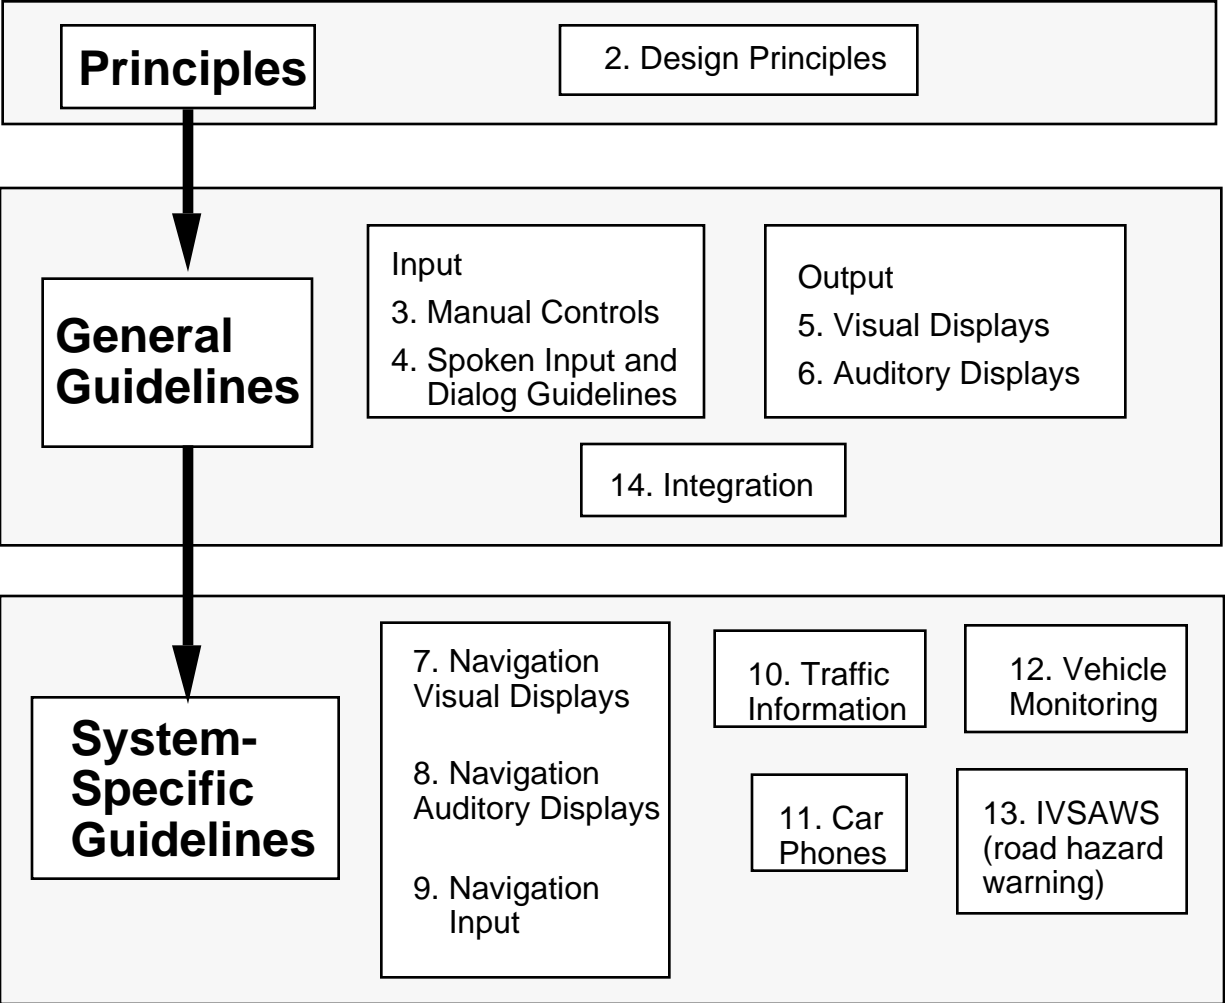 Principles
2. Design Principles
General
Guidelines
Input
3. Manual Controls
4. Spoken Input and
Dialog Guidelines
Output
5. Visual Displays
6. Auditory Displays
14. Integration
System-
Specific
Guidelines
7. Navigation
Visual Displays
8. Navigation
Auditory Displays
9. Navigation
Input
10. Traffic
Information
11. Car
Phones
12. Vehicle
Monitoring
13. IVSAWS
(road hazard
warning)